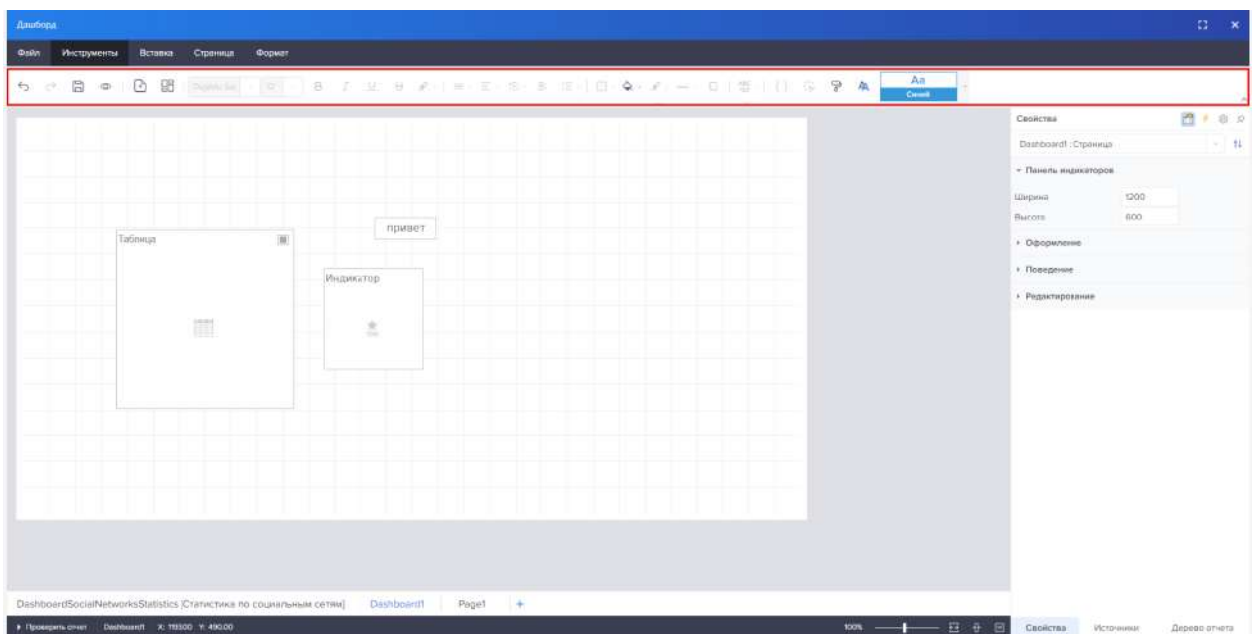 Дашборд
Файл Инструменты Вставка Страница Формат
Aa
Синий
Свойства
Dashboard1 : Страница
Панель индикаторов
Ширина 1200
Высота 600
Оформление
Поведение
Редактирование
Таблица
привет
Индикатор
DashboardSocialNetworksStatistics [Статистика по социальным сетям] Dashboard1 Page1 +
Проверить отчет Dashboard1 X: 1193.00 Y: 490.00 100%
Свойства Источники Дерево отчета